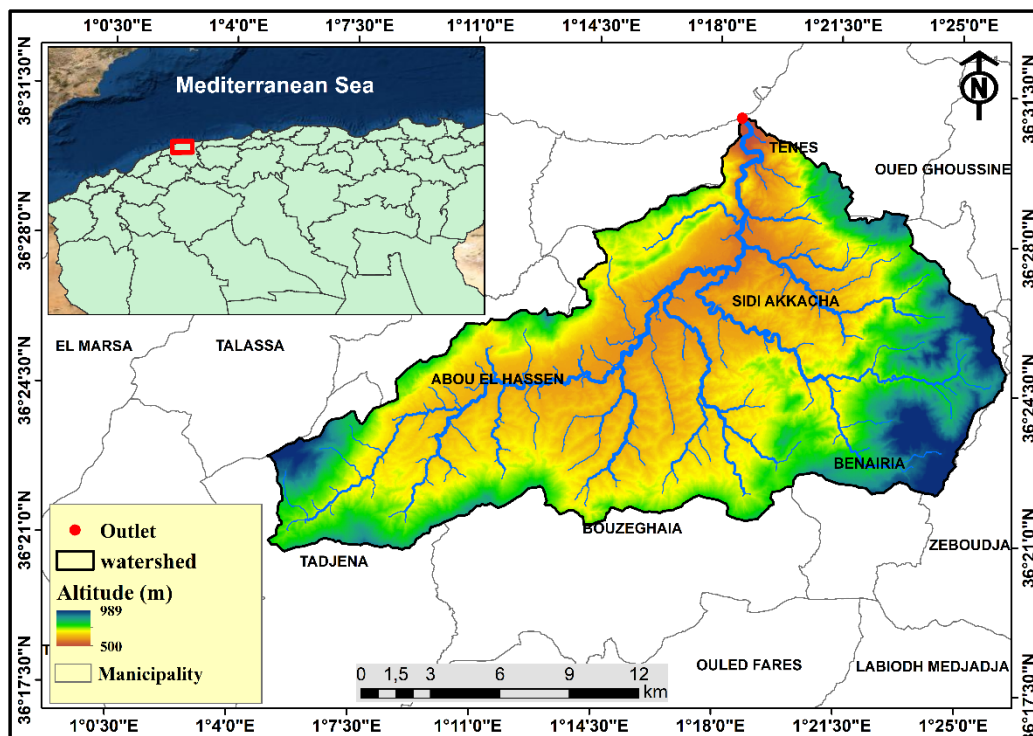 1°0'30"E 1°4'0"E 1°7'30"E 1°11'0"E 1°14'30"E 1°18'0"E 1°21'30"E 1°25'0"E
36°31'30"N
36°28'0"N
36°24'30"N
36°21'0"N
36°17'30"N
Mediterranean Sea
N
TENES
OUED GHOUSSINE
SIDI AKKACHA
EL MARSA
TALASSA
ABOU EL HASSEN
BENAIRIA
BOUZEGHAIA
ZEBOUDJA
TADJENA
OULED FARES
LABIODH MEDJADJA
T
Outlet
watershed
Altitude (m)
989
500
Manicipality
0 1,5 3 6 9 12
km
36°31'30"N
36°28'0"N
36°24'30"N
36°21'0"N
36°17'30"N
1°0'30"E 1°4'0"E 1°7'30"E 1°11'0"E 1°14'30"E 1°18'0"E 1°21'30"E 1°25'0"E